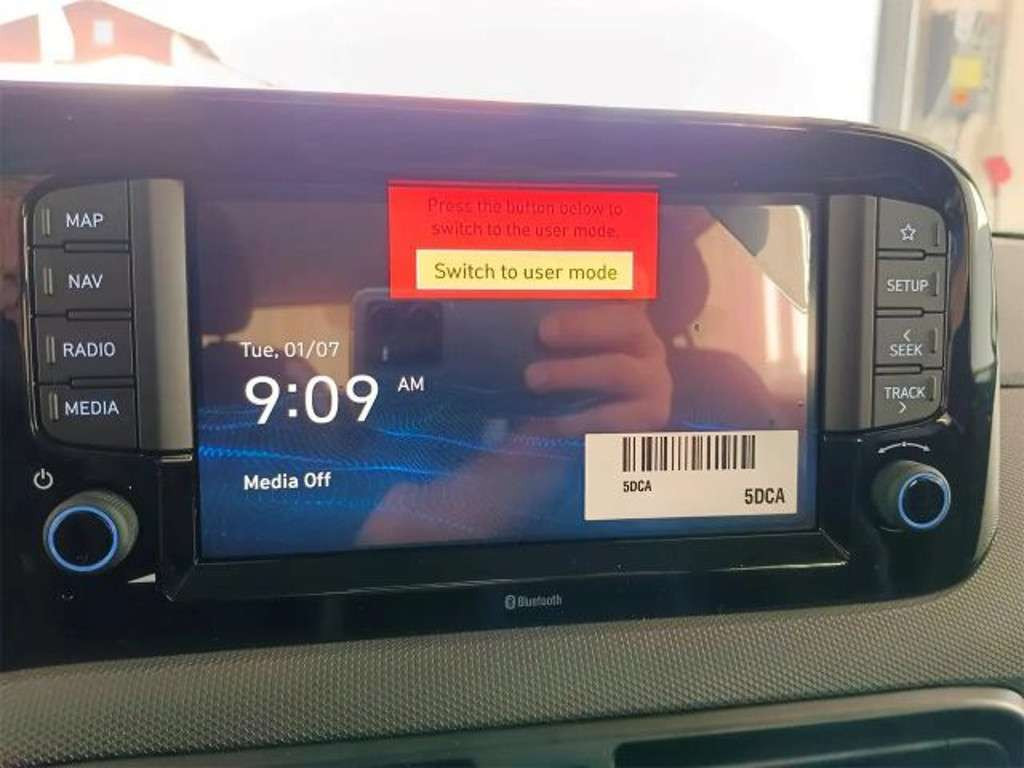 MAP
NAV
RADIO
MEDIA
Press the button below to
switch to the user mode.
Switch to user mode
Tue, 01/07
9:09 AM
Media Off
5DCA
5DCA
SETUP
SEEK
TRACK
Bluetooth